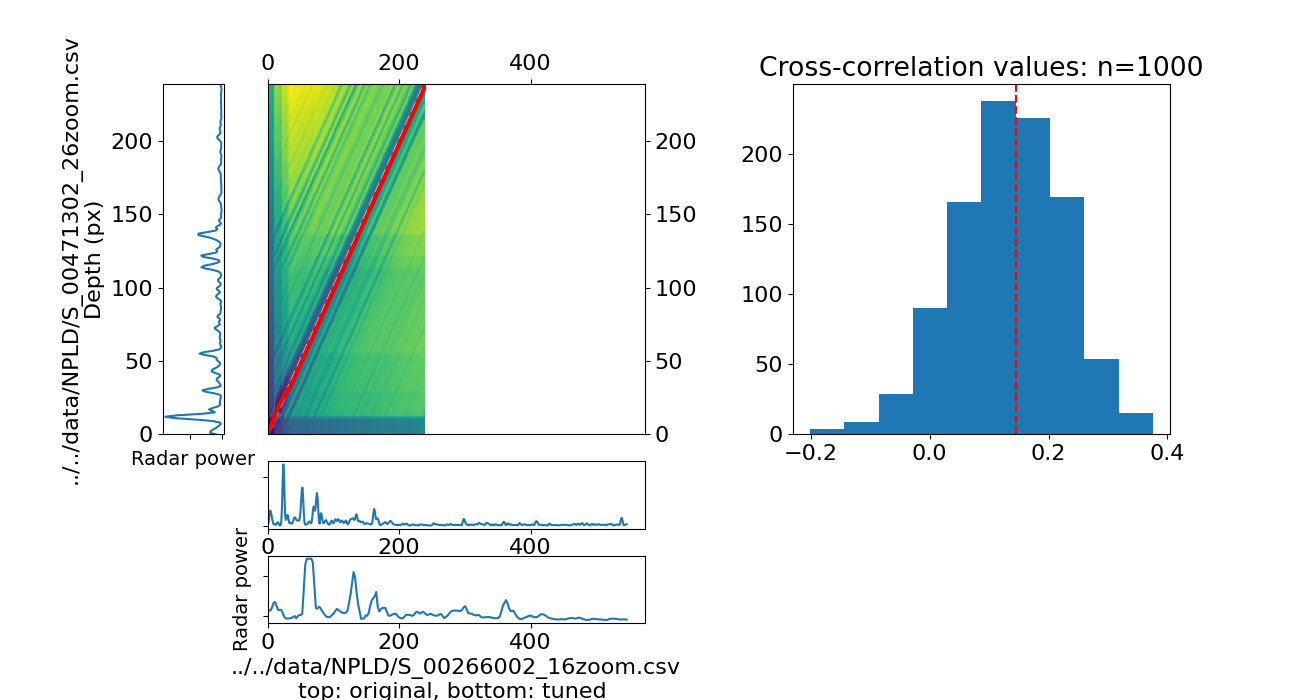 0 200 400
Cross-correlation values: n=1000
../../data/NPLD/S_00471302_26zoom.csv
Depth (px)
200
150
100
50
0
Radar power
200
150
100
50
0
200
150
100
50
0
−0.2 0.0 0.2 0.4
0 200 400
Radar power
0 200 400
../../data/NPLD/S_00266002_16zoom.csv
top: original, bottom: tuned